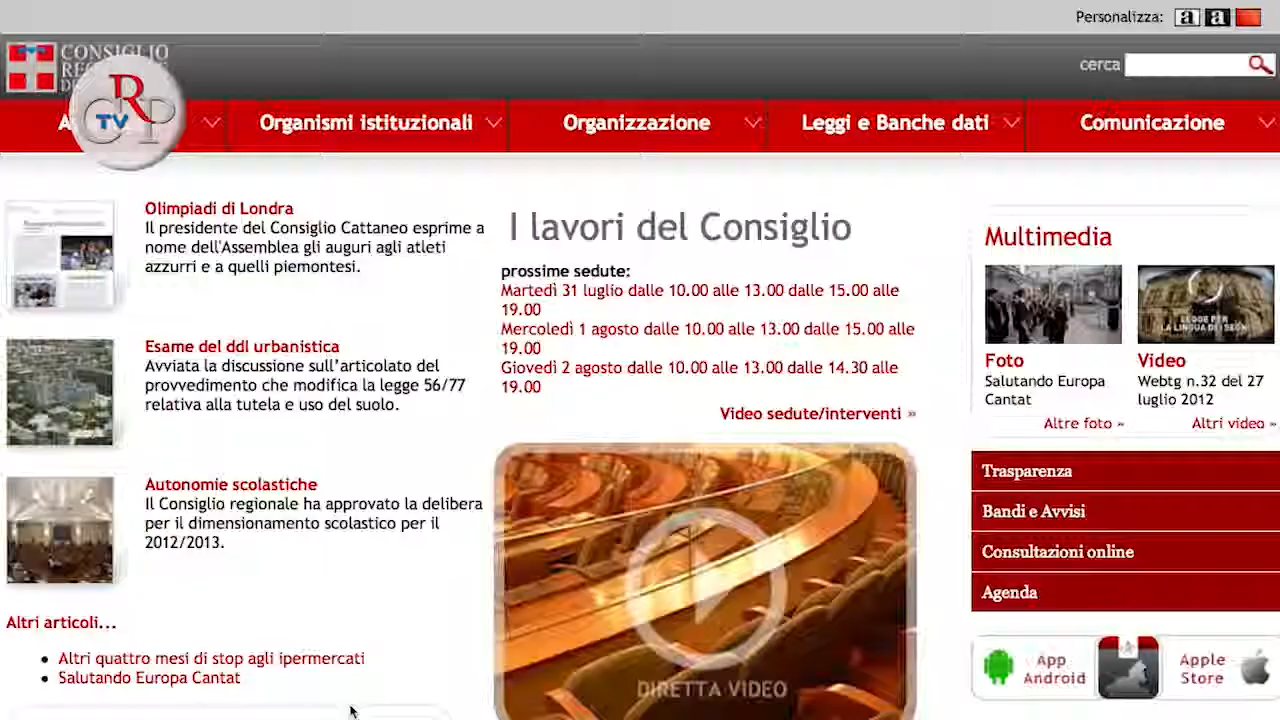 Personalizza: a a
CONSIGLIO
cerca
CRP
TV
Organismi istituzionali
Organizzazione
Leggi e Banche dati
Comunicazione
Olimpiadi di Londra
Il presidente del Consiglio Cattaneo esprime a
nome dell'Assemblea gli auguri agli atleti
azzurri e a quelli piemontesi.
Esame del ddl urbanistica
Avviata la discussione sull’articolato del
provvedimento che modifica la legge 56/77
relativa alla tutela e uso del suolo.
Autonomie scolastiche
Il Consiglio regionale ha approvato la delibera
per il dimensionamento scolastico per il
2012/2013.
Altri articoli...
• Altri quattro mesi di stop agli ipermercati
• Salutando Europa Cantat
I lavori del Consiglio
prossime sedute:
Martedì 31 luglio dalle 10.00 alle 13.00 dalle 15.00 alle
19.00
Mercoledì 1 agosto dalle 10.00 alle 13.00 dalle 15.00 alle
19.00
Giovedì 2 agosto dalle 10.00 alle 13.00 dalle 14.30 alle
19.00
Video sedute/interventi »
DIRETTA VIDEO
Multimedia
Foto
Salutando Europa
Cantat
Altre foto »
LEGGE PER
LA LINGUA DEI SEGNI
Video
Webtg n.32 del 27
luglio 2012
Altri video »
Trasparenza
Bandi e Avvisi
Consultazioni online
Agenda
App
Android
Apple
Store